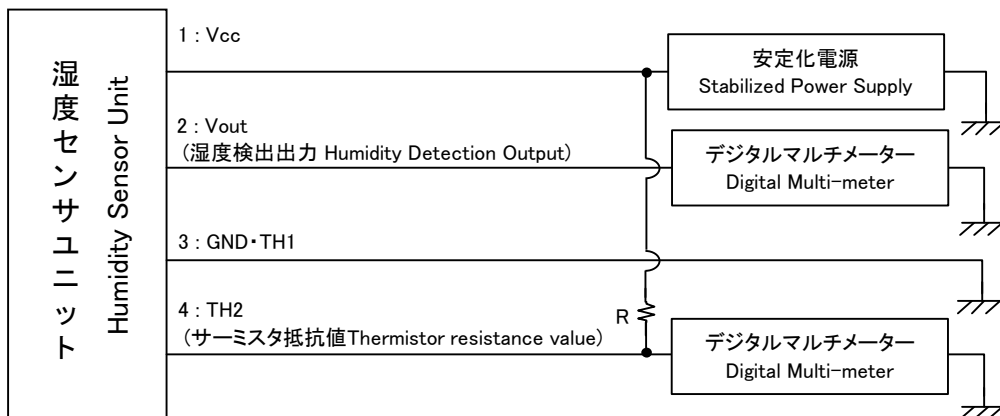 湿度センサユニット
Humidity Sensor Unit
1 : Vcc
安定化電源
Stabilized Power Supply
2 : Vout
(湿度検出出力 Humidity Detection Output)
デジタルマルチメーター
Digital Multi-meter
3 : GND・TH1
4 : TH2
(サーミスタ抵抗値Thermistor resistance value)
R
デジタルマルチメーター
Digital Multi-meter